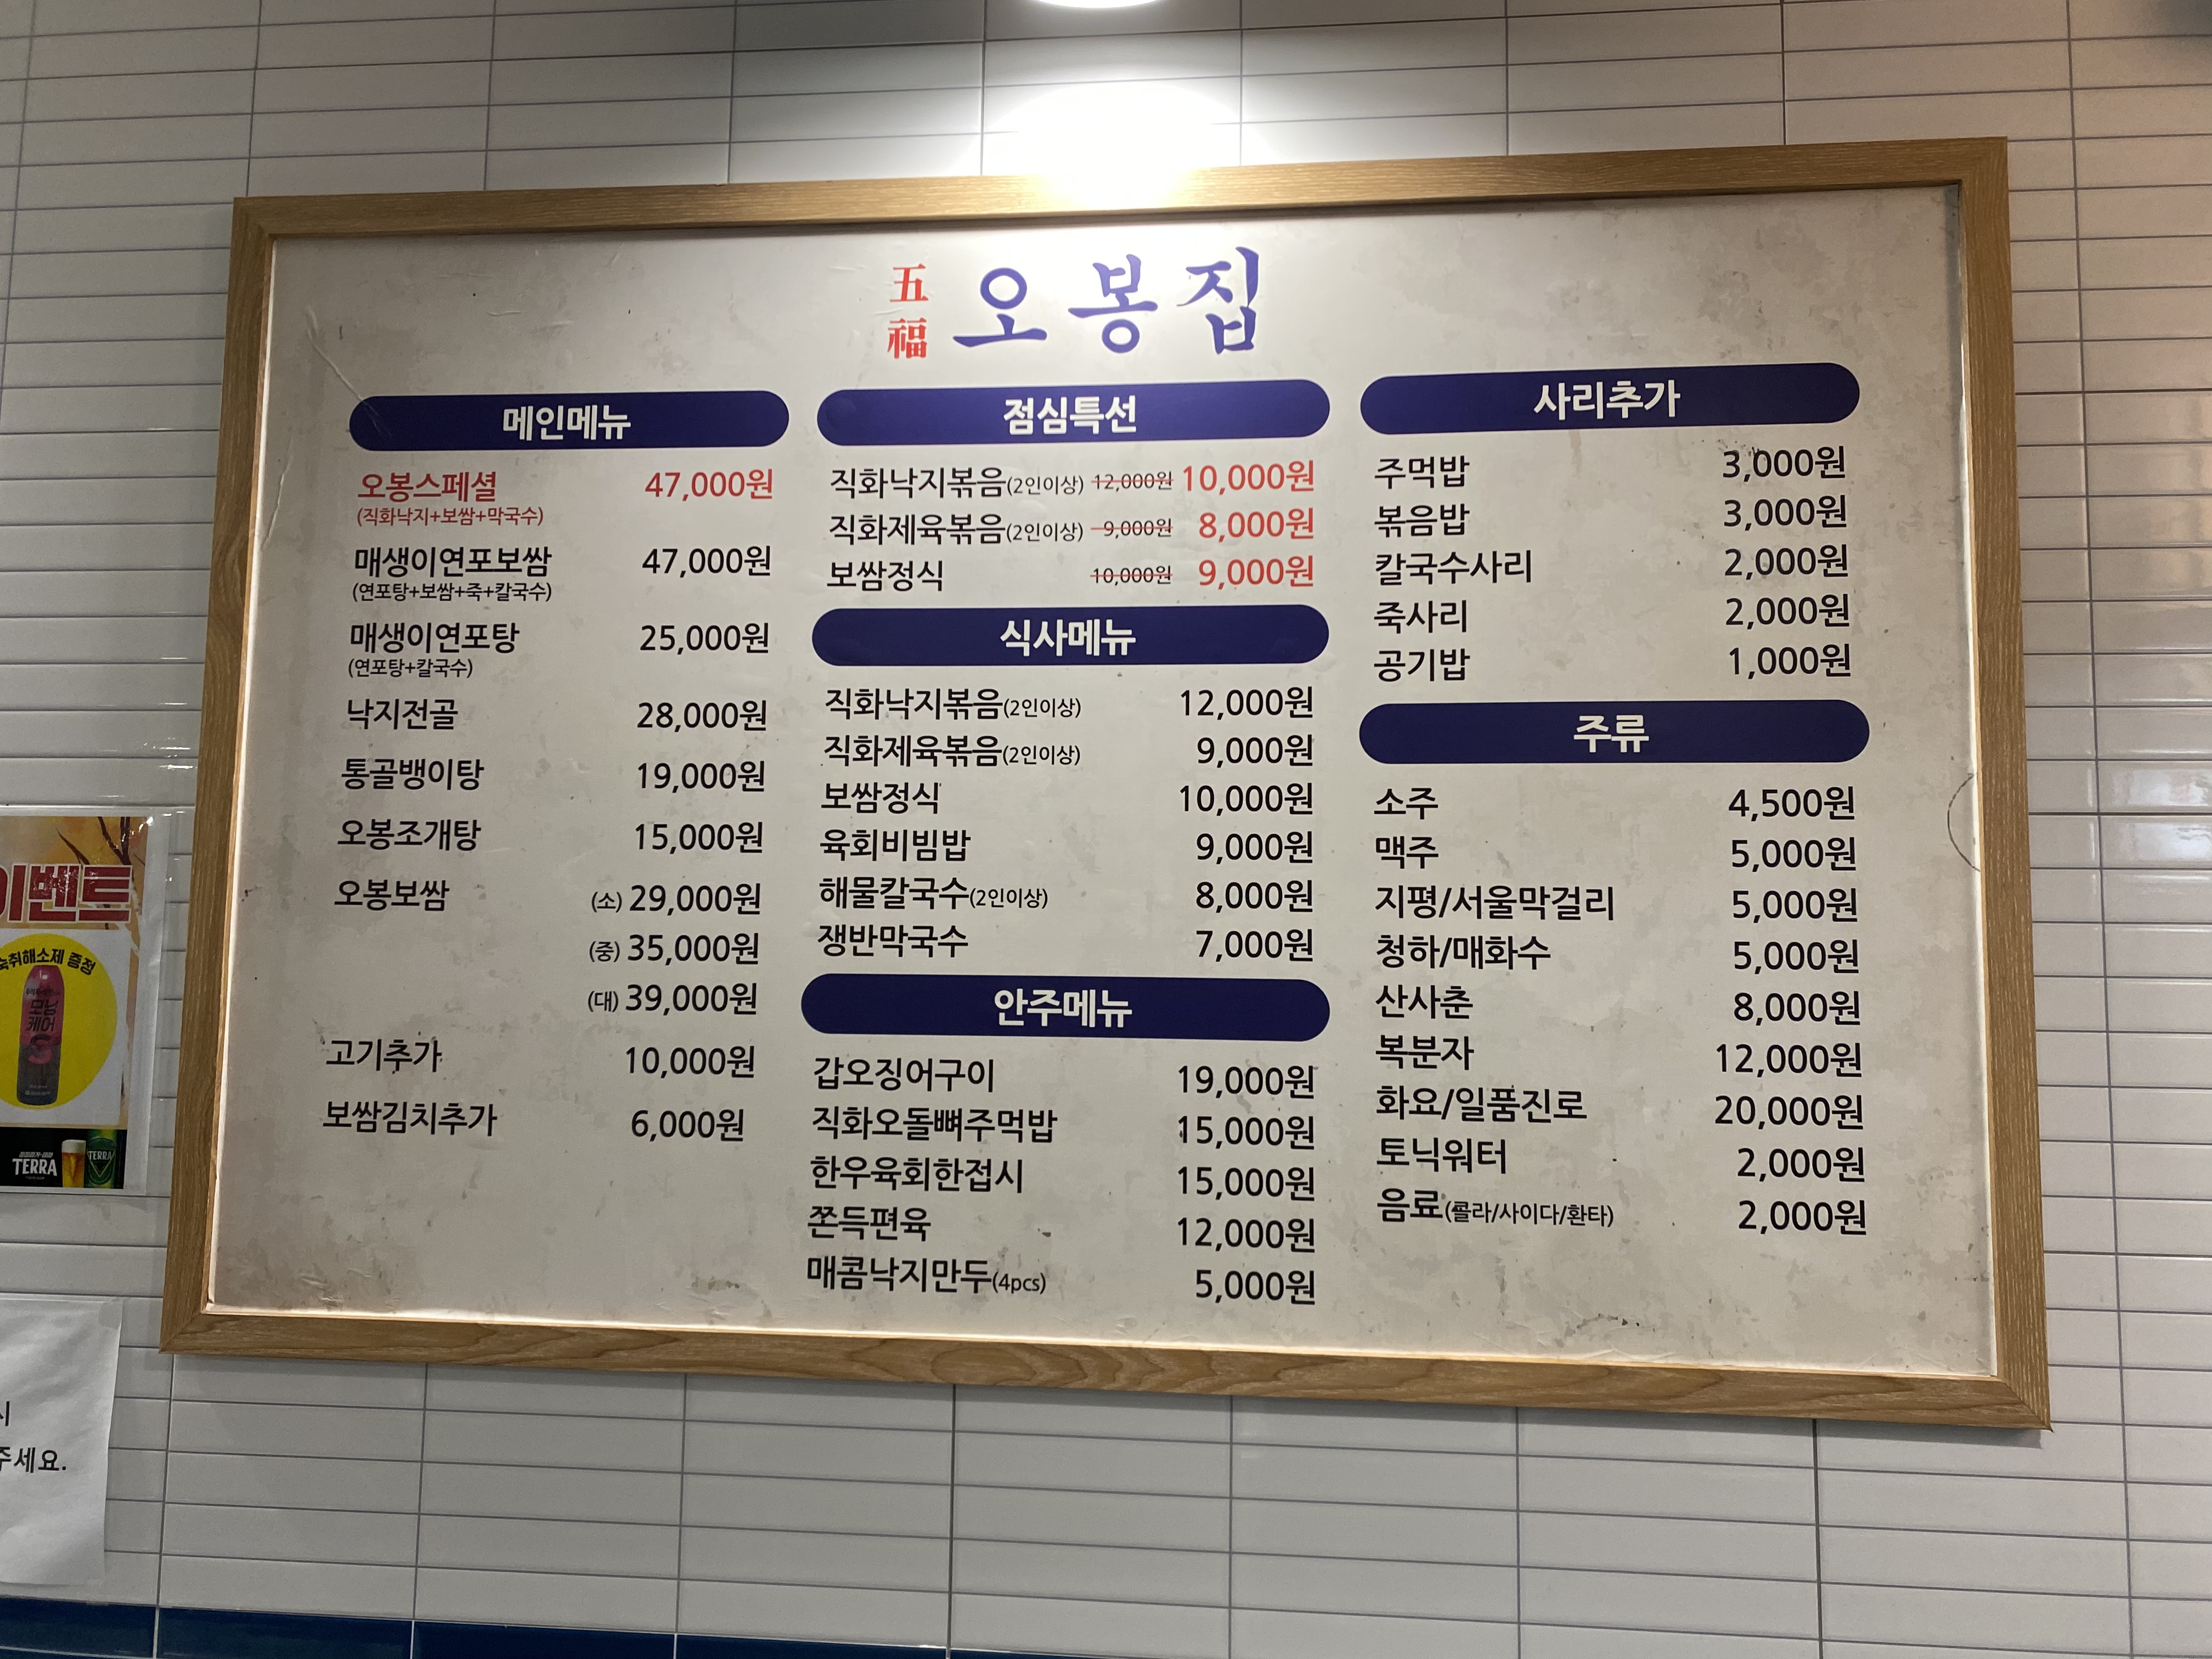 五福 오봉집
메인메뉴
오봉스페셜 47,000원
(직화낙지+보쌈+막국수)
매생이연포보쌈 47,000원
(연포탕+보쌈+죽+칼국수)
매생이연포탕 25,000원
(연포탕+칼국수)
낙지전골 28,000원
통골뱅이탕 19,000원
오봉조개탕 15,000원
오봉보쌈 (소) 29,000원
(중) 35,000원
(대) 39,000원
고기추가 10,000원
보쌈김치추가 6,000원
점심특선
직화낙지볶음(2인이상) 12,000원 10,000원
직화제육볶음(2인이상) 9,000원 8,000원
보쌈정식 10,000원 9,000원
식사메뉴
직화낙지볶음(2인이상) 12,000원
직화제육볶음(2인이상) 9,000원
보쌈정식 10,000원
육회비빔밥 9,000원
해물칼국수(2인이상) 8,000원
쟁반막국수 7,000원
안주메뉴
갑오징어구이 19,000원
직화오돌뼈주먹밥 15,000원
한우육회한접시 15,000원
쫀득편육 12,000원
매콤낙지만두(4pcs) 5,000원
사리추가
주먹밥 3,000원
볶음밥 3,000원
칼국수사리 2,000원
죽사리 2,000원
공기밥 1,000원
주류
소주 4,500원
맥주 5,000원
지평/서울막걸리 5,000원
청하/매화수 5,000원
산사춘 8,000원
복분자 12,000원
화요/일품진로 20,000원
토닉워터 2,000원
음료(콜라/사이다/환타) 2,000원
이벤트
숙취해소제 증정
모닝
케어
S
TERRA
TERRA
시
주세요.